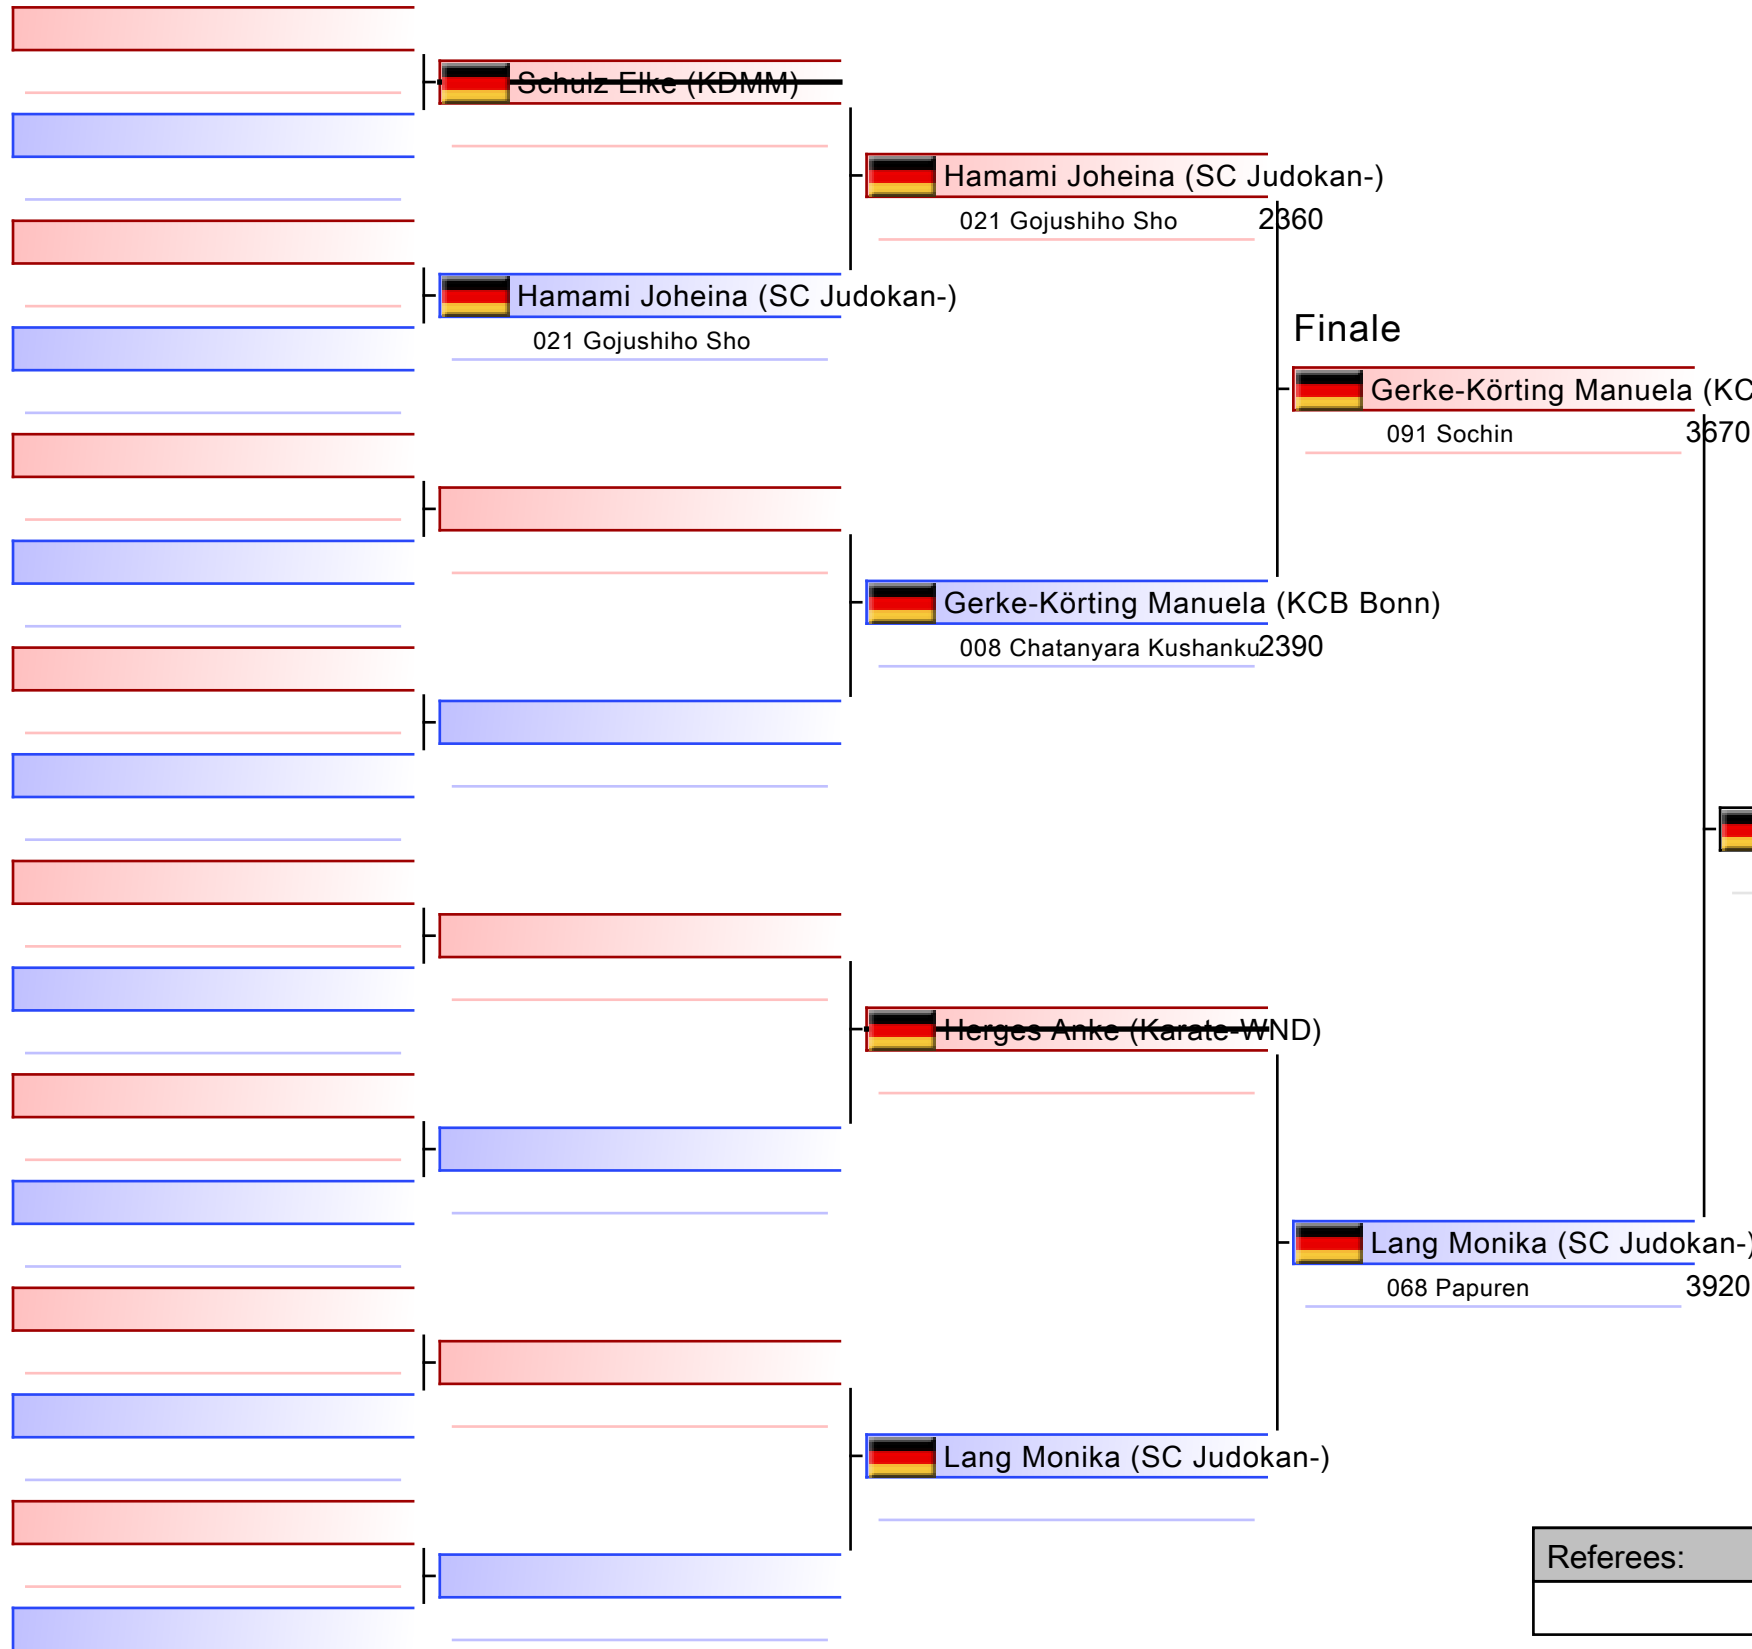 Schulz Elke (KDMM)
Hamami Joheina (SC Judokan-)
021 Gojushiho Sho 2360
Hamami Joheina (SC Judokan-)
021 Gojushiho Sho
Finale
Gerke-Körting Manuela (KC
091 Sochin 3670
Gerke-Körting Manuela (KCB Bonn)
008 Chatanyara Kushanku 2390
Herges Anke (Karate-WND)
Lang Monika (SC Judokan-)
068 Papuren 3920
Lang Monika (SC Judokan-)
Referees: